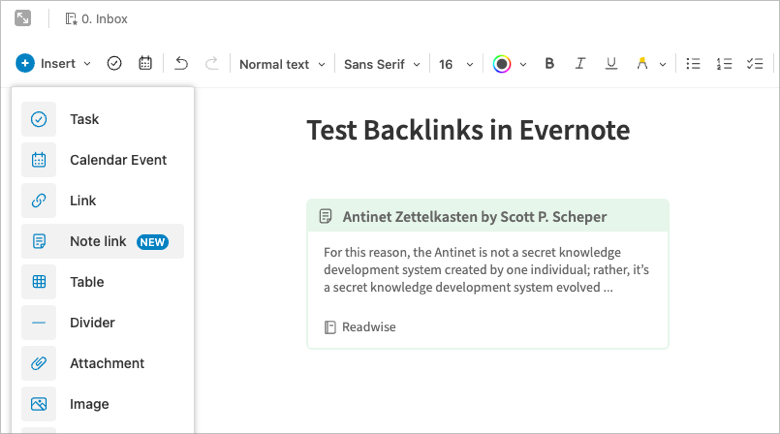 0. Inbox
Insert Normal text Sans Serif 16 B I U A
Task
Calendar Event
Link
Note link NEW
Table
Divider
Attachment
Image
Test Backlinks in Evernote
Antinet Zettelkasten by Scott P. Scheper
For this reason, the Antinet is not a secret knowledge
development system created by one individual; rather, it's
a secret knowledge development system evolved ...
Readwise